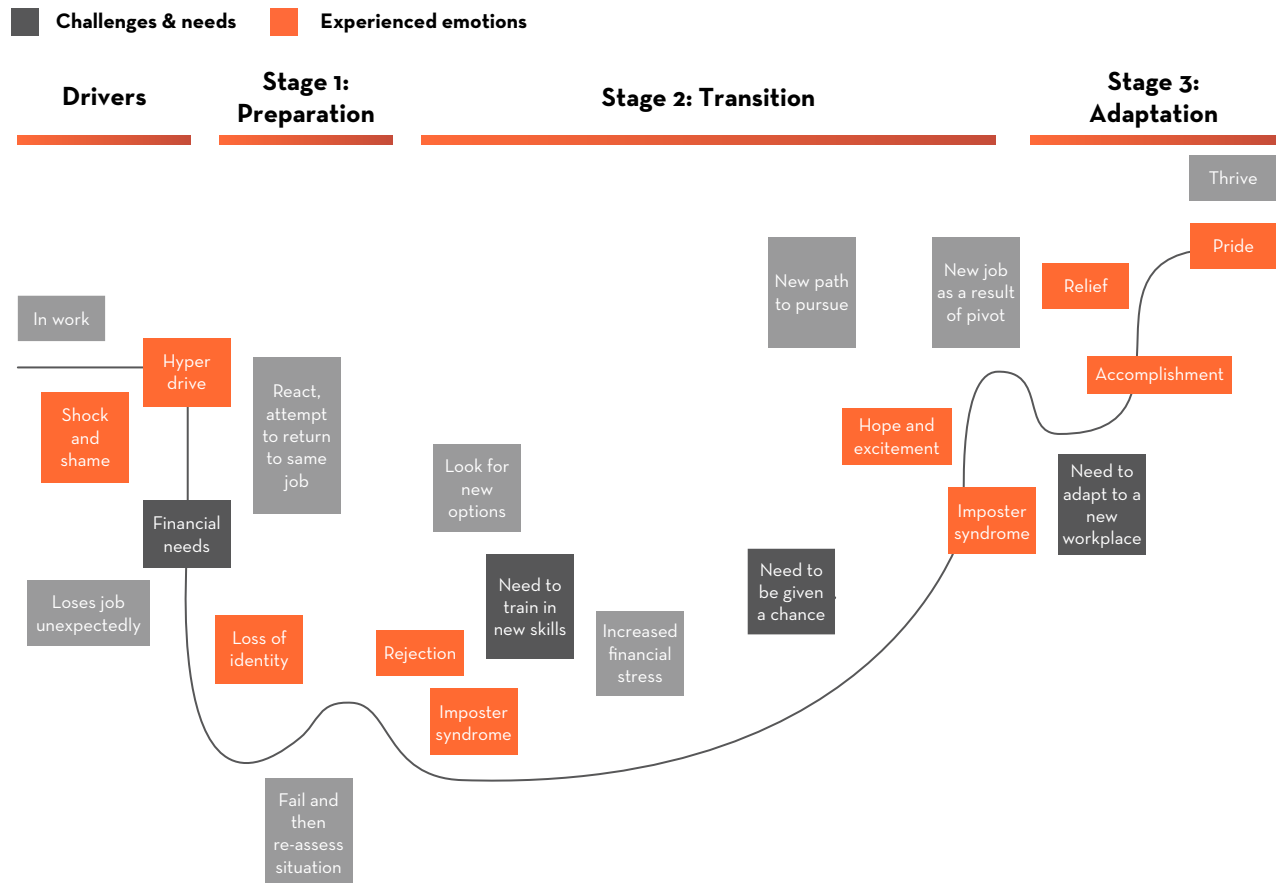 Challenges & needs
Experienced emotions
Drivers
Stage 1:
Preparation
Stage 2: Transition
Stage 3:
Adaptation
In work
Hyper
drive
Shock
and
shame
Financial
needs
Loses job
unexpectedly
React,
attempt
to return
to same
job
Loss of
identity
Fail and
then
re-assess
situation
Rejection
Imposter
syndrome
Look for
new
options
Need to
train in
new skills
Increased
financial
stress
Need to
be given
a chance
New path
to pursue
Hope and
excitement
New job
as a result
of pivot
Imposter
syndrome
Relief
Need to
adapt to a
new
workplace
Accomplishment
Thrive
Pride